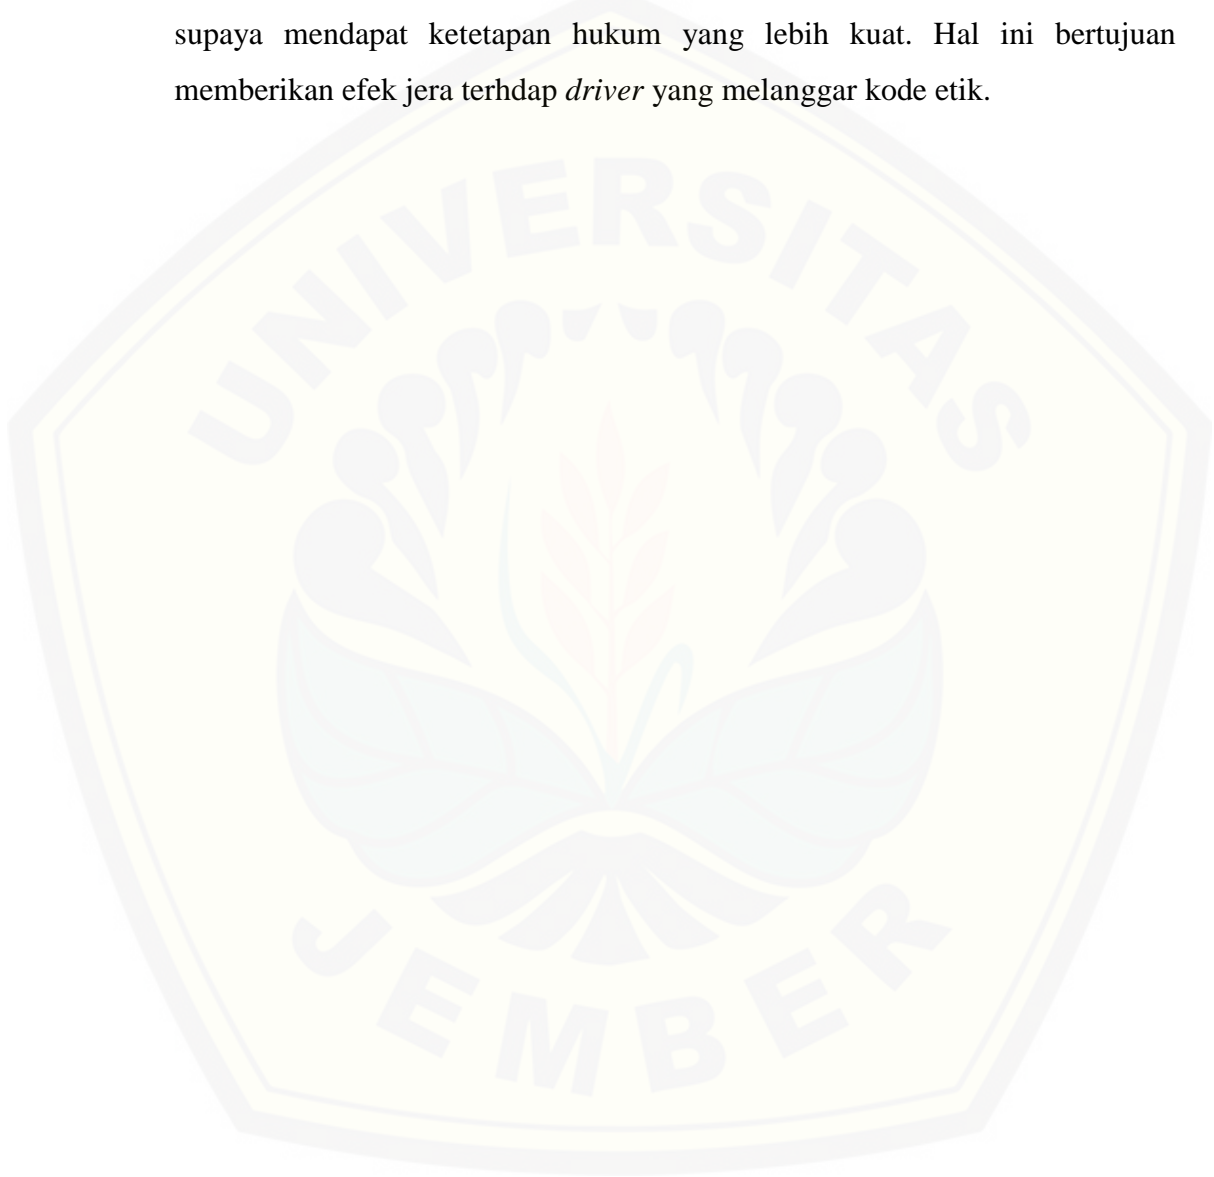 supaya mendapat ketetapan hukum yang lebih kuat. Hal ini bertujuan
memberikan efek jera terhdap driver yang melanggar kode etik.
UNIVERSITAS
JEMBER